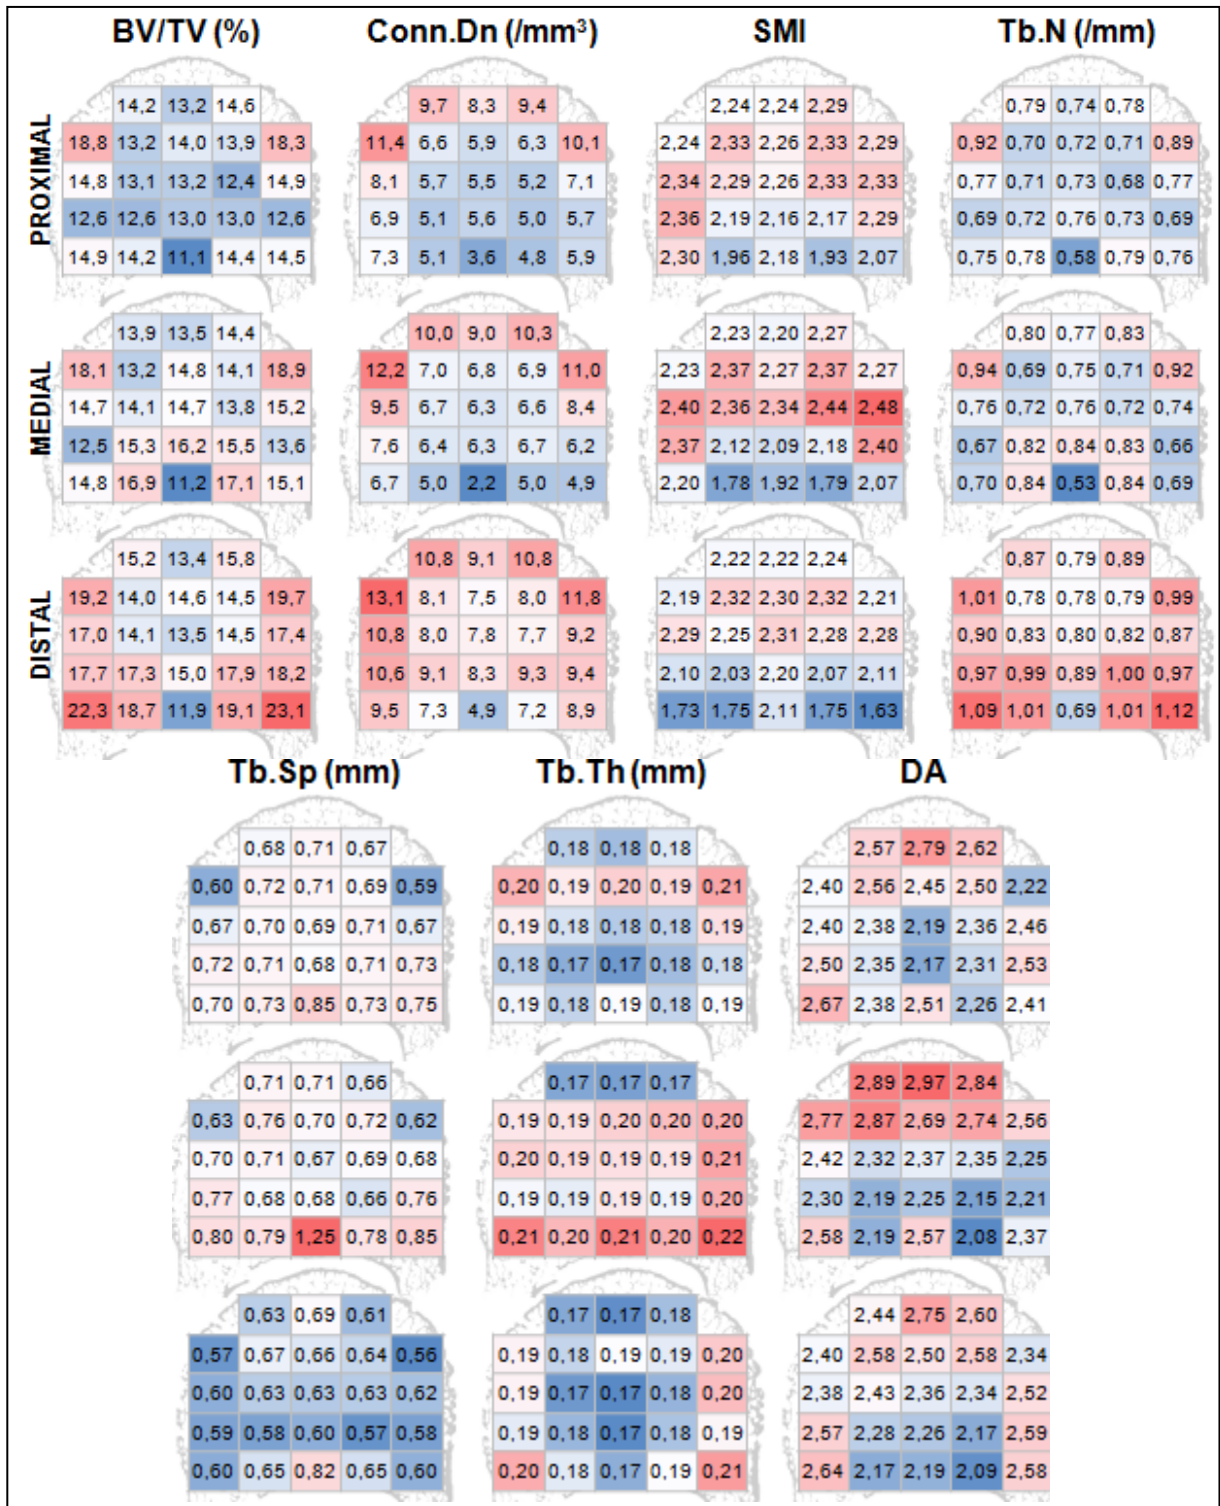 BV/TV (%) Conn.Dn (/mm³) SMI Tb.N (/mm)
PROXIMAL
14,2 13,2 14,6 9,7 8,3 9,4 2,24 2,24 2,29 0,79 0,74 0,78
18,8 13,2 14,0 13,9 18,3 11,4 6,6 5,9 6,3 10,1 2,24 2,33 2,26 2,33 2,29 0,92 0,70 0,72 0,71 0,89
14,8 13,1 13,2 12,4 14,9 8,1 5,7 5,5 5,2 7,1 2,34 2,29 2,26 2,33 2,33 0,77 0,71 0,73 0,68 0,77
12,6 12,6 13,0 13,0 12,6 6,9 5,1 5,6 5,0 5,7 2,36 2,19 2,16 2,17 2,29 0,69 0,72 0,76 0,73 0,69
14,9 14,2 11,1 14,4 14,5 7,3 5,1 3,6 4,8 5,9 2,30 1,96 2,18 1,93 2,07 0,75 0,78 0,58 0,79 0,76
MEDIAL
13,9 13,5 14,4 10,0 9,0 10,3 2,23 2,20 2,27 0,80 0,77 0,83
18,1 13,2 14,8 14,1 18,9 12,2 7,0 6,8 6,9 11,0 2,23 2,37 2,27 2,37 2,27 0,94 0,69 0,75 0,71 0,92
14,7 14,1 14,7 13,8 15,2 9,5 6,7 6,3 6,6 8,4 2,40 2,36 2,34 2,44 2,48 0,76 0,72 0,76 0,72 0,74
12,5 15,3 16,2 15,5 13,6 7,6 6,4 6,3 6,7 6,2 2,37 2,12 2,09 2,18 2,40 0,67 0,82 0,84 0,83 0,66
14,8 16,9 11,2 17,1 15,1 6,7 5,0 2,2 5,0 4,9 2,20 1,78 1,92 1,79 2,07 0,70 0,84 0,53 0,84 0,69
DISTAL
15,2 13,4 15,8 10,8 9,1 10,8 2,22 2,22 2,24 0,87 0,79 0,89
19,2 14,0 14,6 14,5 19,7 13,1 8,1 7,5 8,0 11,8 2,19 2,32 2,30 2,32 2,21 1,01 0,78 0,78 0,79 0,99
17,0 14,1 13,5 14,5 17,4 10,8 8,0 7,8 7,7 9,2 2,29 2,25 2,31 2,28 2,28 0,90 0,83 0,80 0,82 0,87
17,7 17,3 15,0 17,9 18,2 10,6 9,1 8,3 9,3 9,4 2,10 2,03 2,20 2,07 2,11 0,97 0,99 0,89 1,00 0,97
22,3 18,7 11,9 19,1 23,1 9,5 7,3 4,9 7,2 8,9 1,73 1,75 2,11 1,75 1,63 1,09 1,01 0,69 1,01 1,12
Tb.Sp (mm) Tb.Th (mm) DA
0,68 0,71 0,67 0,18 0,18 0,18 2,57 2,79 2,62
0,60 0,72 0,71 0,69 0,59 0,20 0,19 0,20 0,19 0,21 2,40 2,56 2,45 2,50 2,22
0,67 0,70 0,69 0,71 0,67 0,19 0,18 0,18 0,18 0,19 2,40 2,38 2,19 2,36 2,46
0,72 0,71 0,68 0,71 0,73 0,18 0,17 0,17 0,18 0,18 2,50 2,35 2,17 2,31 2,53
0,70 0,73 0,85 0,73 0,75 0,19 0,18 0,19 0,18 0,19 2,67 2,38 2,51 2,26 2,41
0,71 0,71 0,66 0,17 0,17 0,17 2,89 2,97 2,84
0,63 0,76 0,70 0,72 0,62 0,19 0,19 0,20 0,20 0,20 2,77 2,87 2,69 2,74 2,56
0,70 0,71 0,67 0,69 0,68 0,20 0,19 0,19 0,19 0,21 2,42 2,32 2,37 2,35 2,25
0,77 0,68 0,68 0,66 0,76 0,19 0,19 0,19 0,19 0,20 2,30 2,19 2,25 2,15 2,21
0,80 0,79 1,25 0,78 0,85 0,21 0,20 0,21 0,20 0,22 2,58 2,19 2,57 2,08 2,37
0,63 0,69 0,61 0,17 0,17 0,18 2,44 2,75 2,60
0,57 0,67 0,66 0,64 0,56 0,19 0,18 0,19 0,19 0,20 2,40 2,58 2,50 2,58 2,34
0,60 0,63 0,63 0,63 0,62 0,19 0,17 0,17 0,18 0,20 2,38 2,43 2,36 2,34 2,52
0,59 0,58 0,60 0,57 0,58 0,19 0,18 0,17 0,18 0,19 2,57 2,28 2,26 2,17 2,59
0,60 0,65 0,82 0,65 0,60 0,20 0,18 0,17 0,19 0,21 2,64 2,17 2,19 2,09 2,58